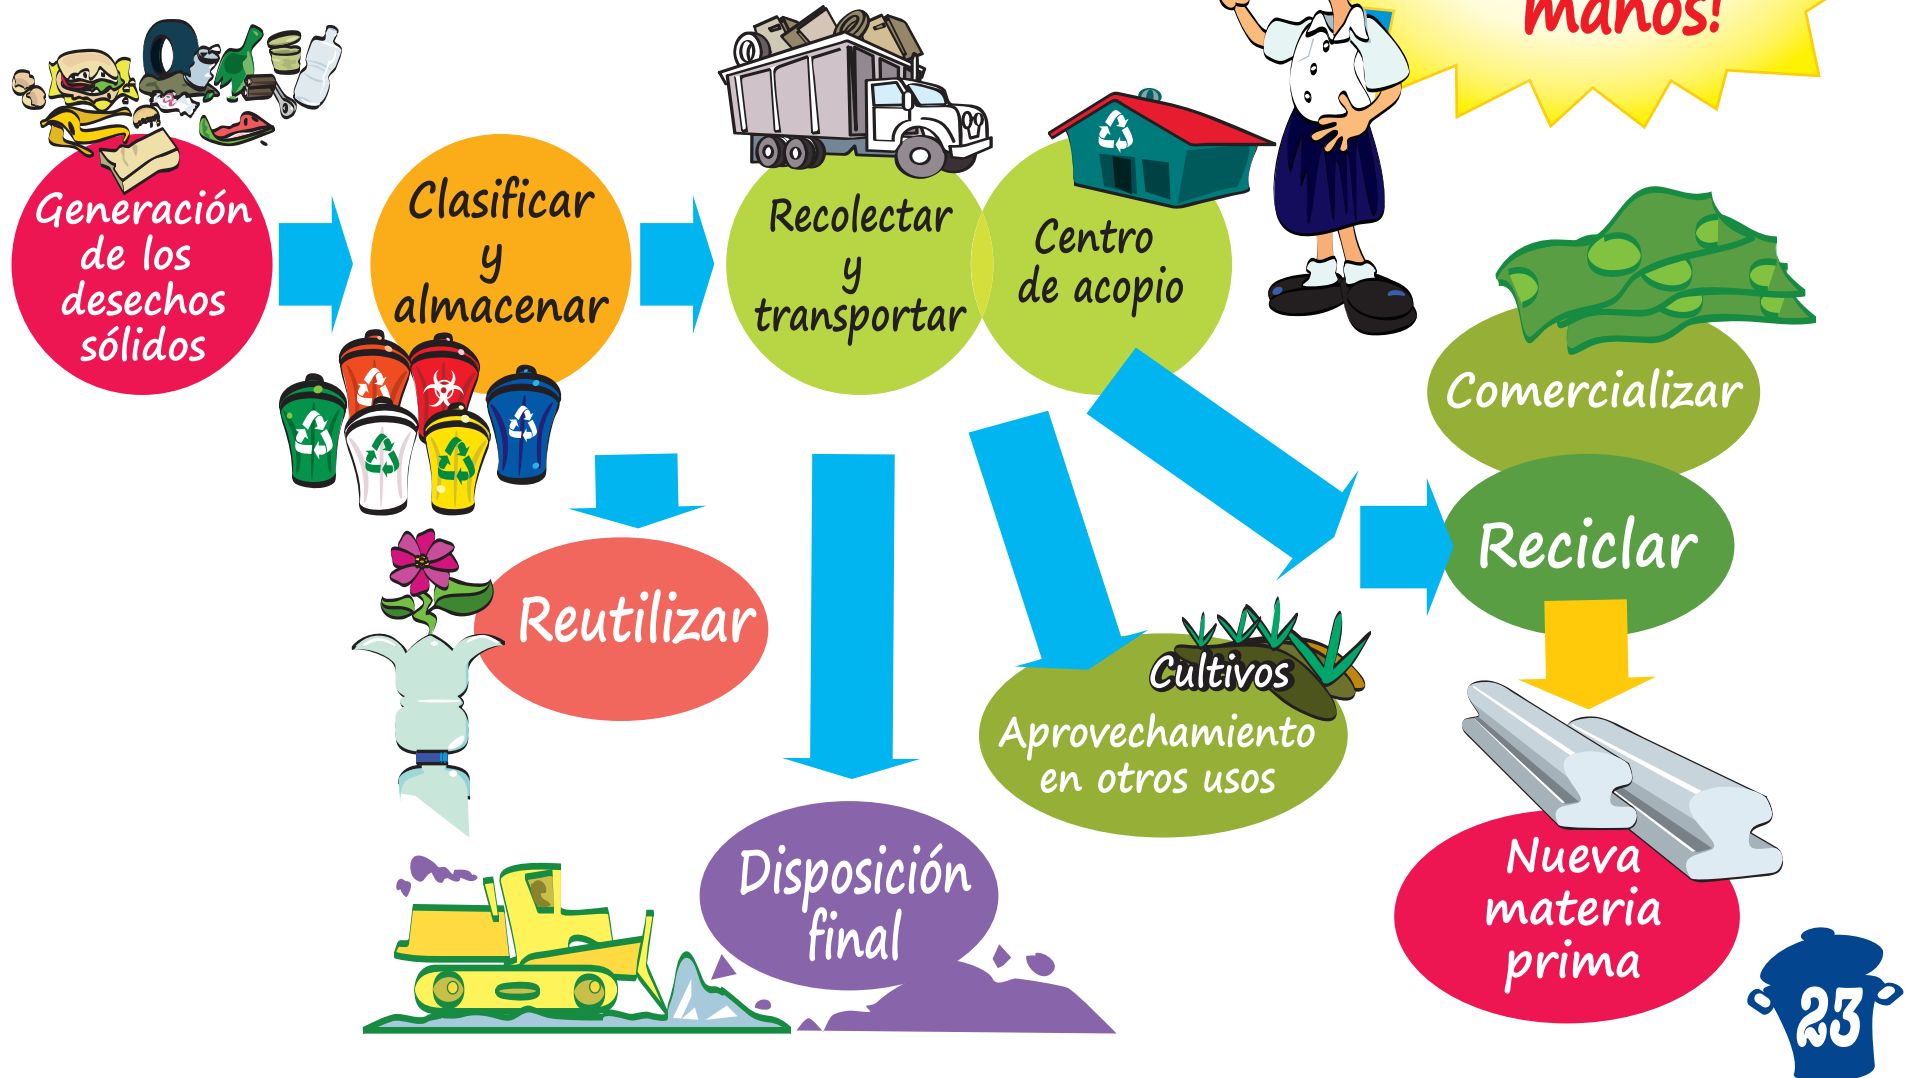 manos!
Generación
de los
desechos
sólidos
Clasificar
y
almacenar
Recolectar
y
transportar
Centro
de acopio
Comercializar
Reciclar
Reutilizar
Cultivos
Aprovechamiento
en otros usos
Disposición
final
Nueva
materia
prima
23